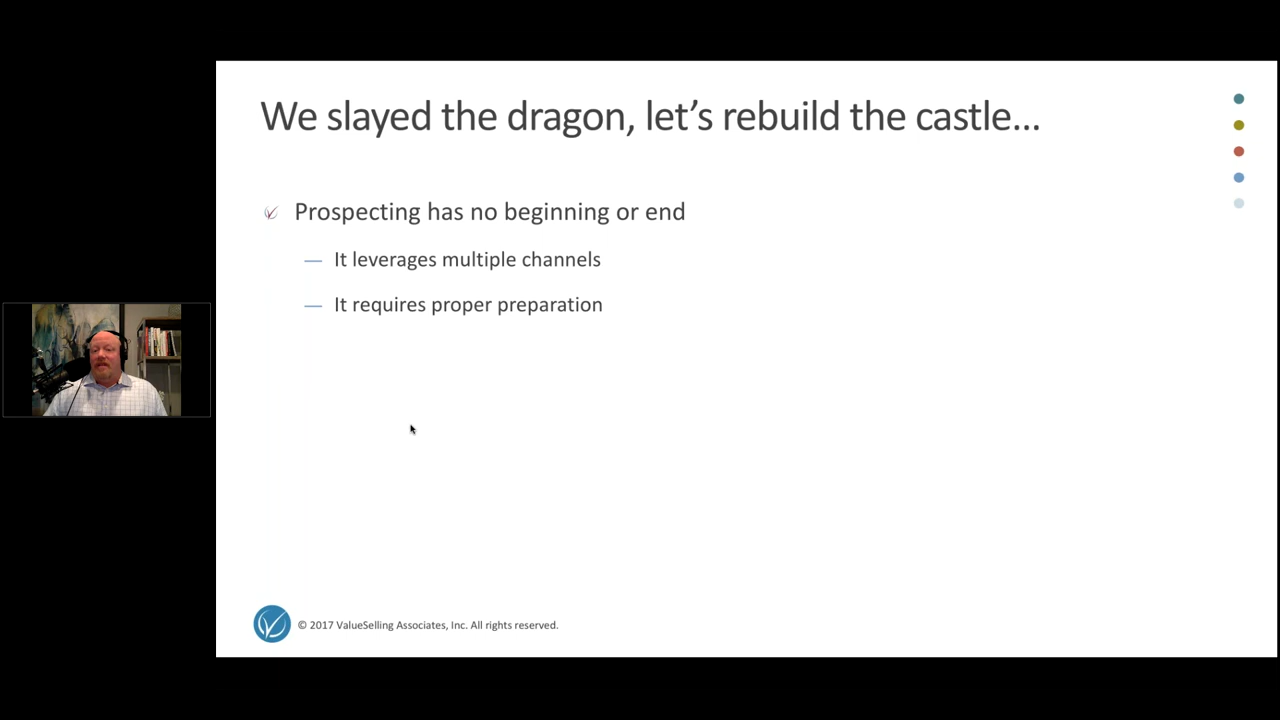 We slayed the dragon, let’s rebuild the castle...
Prospecting has no beginning or end
— It leverages multiple channels
— It requires proper preparation
© 2017 ValueSelling Associates, Inc. All rights reserved.